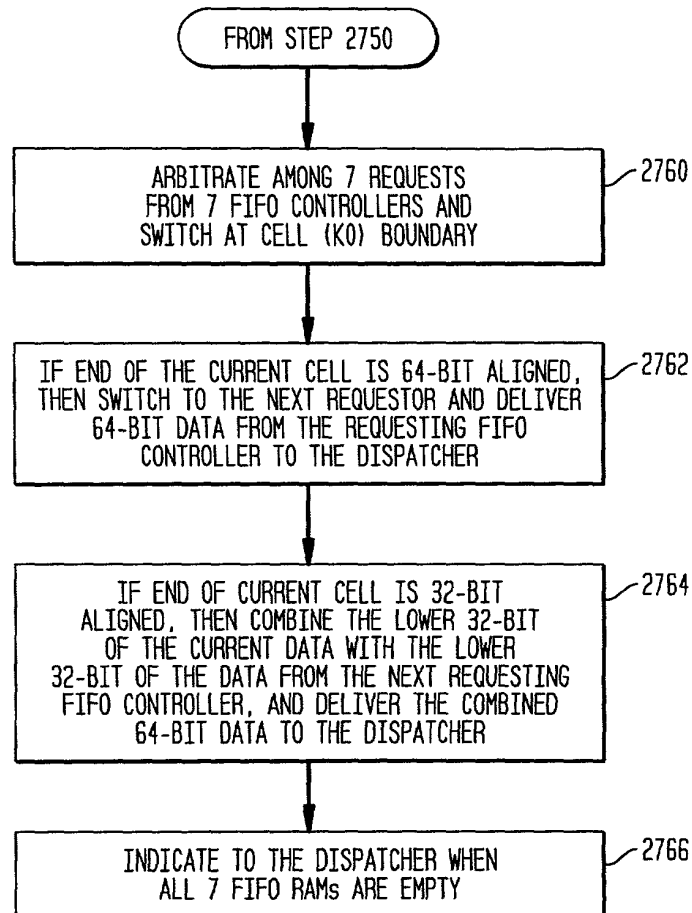 FROM STEP 2750
ARBITRATE AMONG 7 REQUESTS
FROM 7 FIFO CONTROLLERS AND
SWITCH AT CELL (K0) BOUNDARY
2760
IF END OF THE CURRENT CELL IS 64-BIT ALIGNED,
THEN SWITCH TO THE NEXT REQUESTOR AND DELIVER
64-BIT DATA FROM THE REQUESTING FIFO
CONTROLLER TO THE DISPATCHER
2762
IF END OF CURRENT CELL IS 32-BIT
ALIGNED, THEN COMBINE THE LOWER 32-BIT
OF THE CURRENT DATA WITH THE LOWER
32-BIT OF THE DATA FROM THE NEXT REQUESTING
FIFO CONTROLLER, AND DELIVER THE COMBINED
64-BIT DATA TO THE DISPATCHER
2764
INDICATE TO THE DISPATCHER WHEN
ALL 7 FIFO RAMs ARE EMPTY
2766